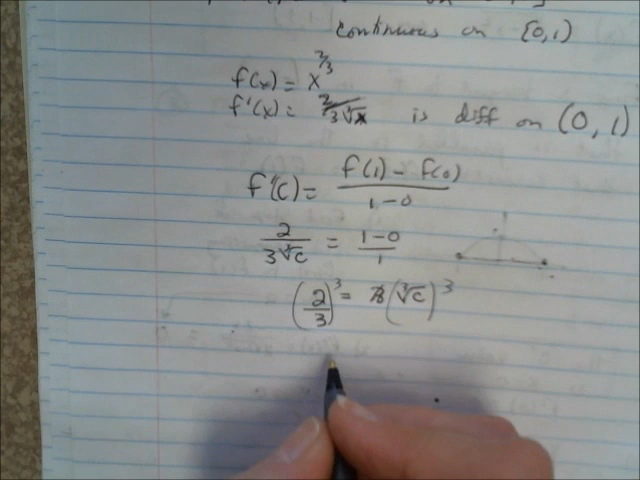 continuous on [0,1)
f(x) = x^2/3
f'(x) = 2/3∛x is diff on (0, 1)
f'(c) = f(1) - f(0) / 1-0
2/3∛c = 1-0/1
(2/3)^3 = (∛c)^3